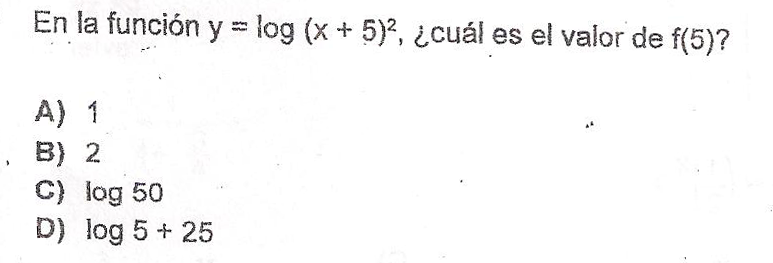 En la función y = log (x + 5)², ¿cuál es el valor de f(5)?
A) 1
B) 2
C) log 50
D) log 5 + 25